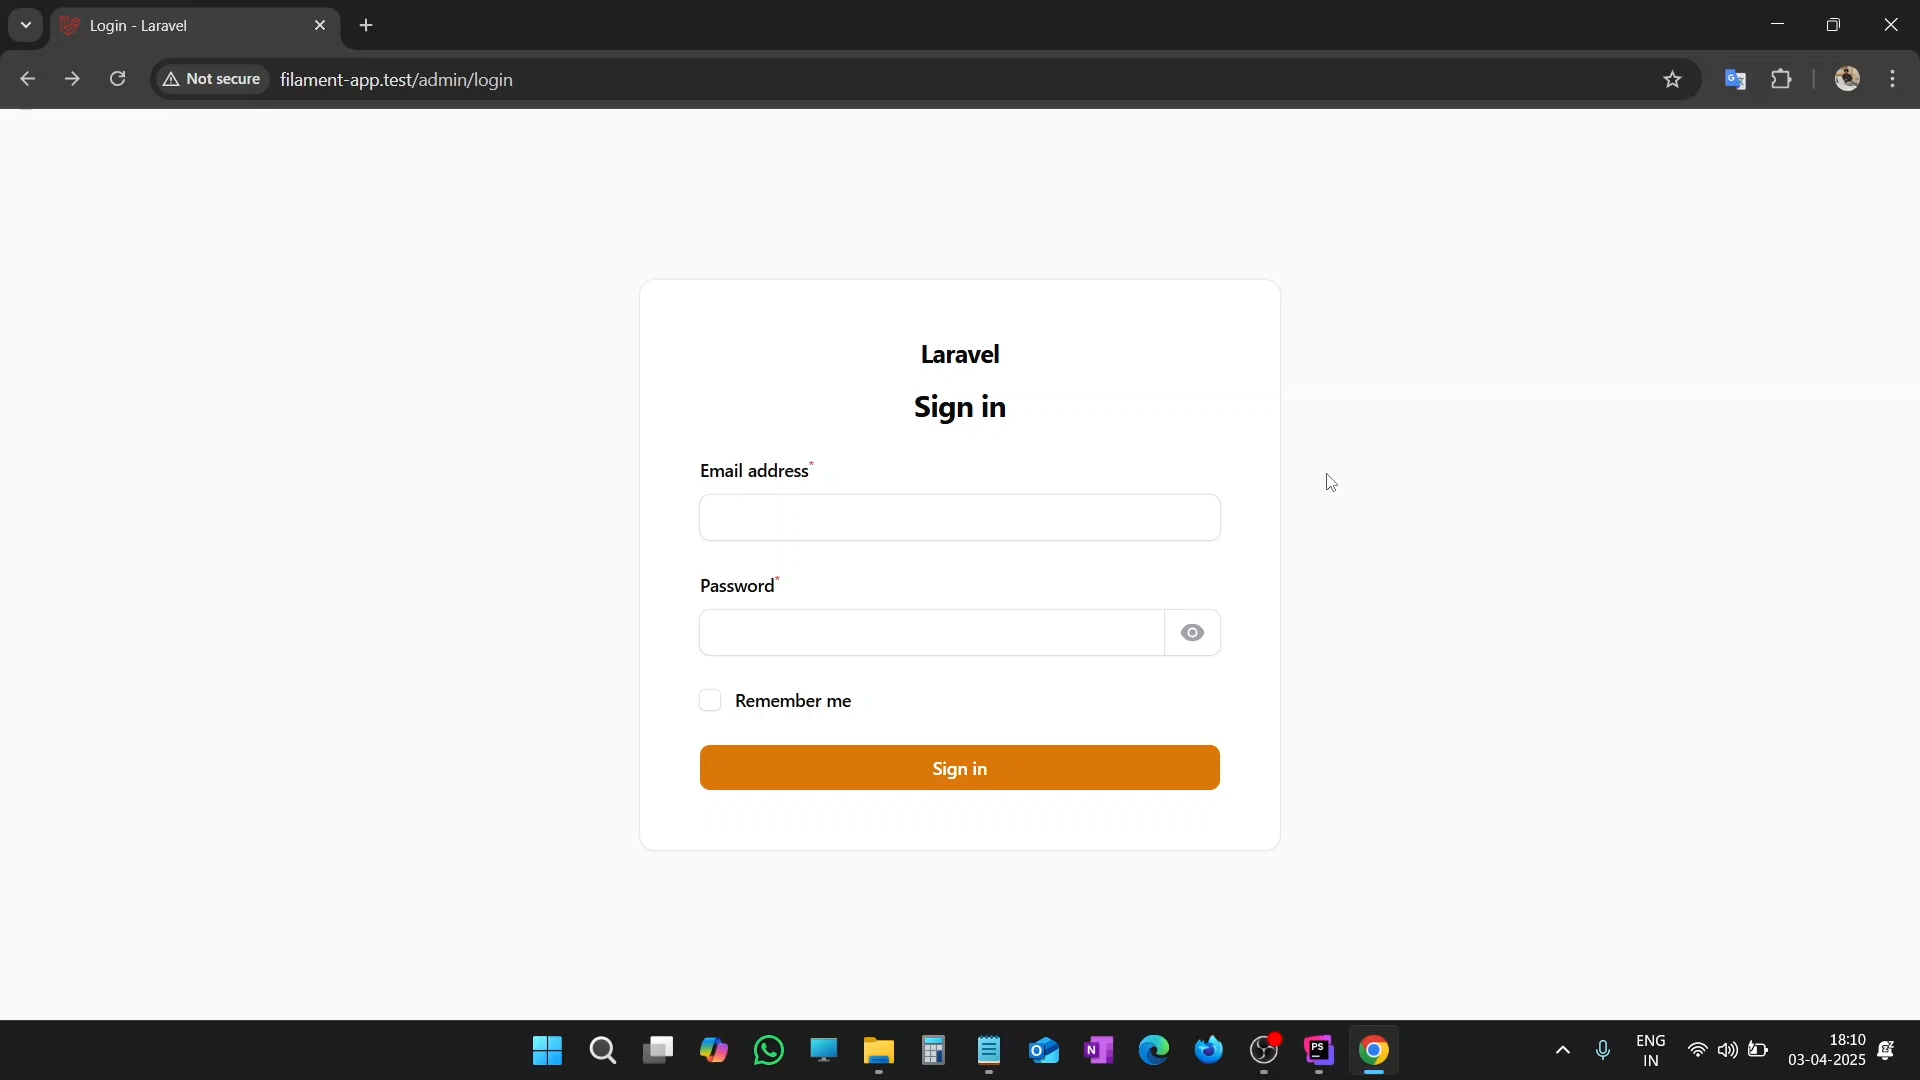 Login - Laravel
Not secure
filament-app.test/admin/login
Laravel
Sign in
Email address*
Password*
Remember me
Sign in
ENG
IN
18:10
03-04-2025